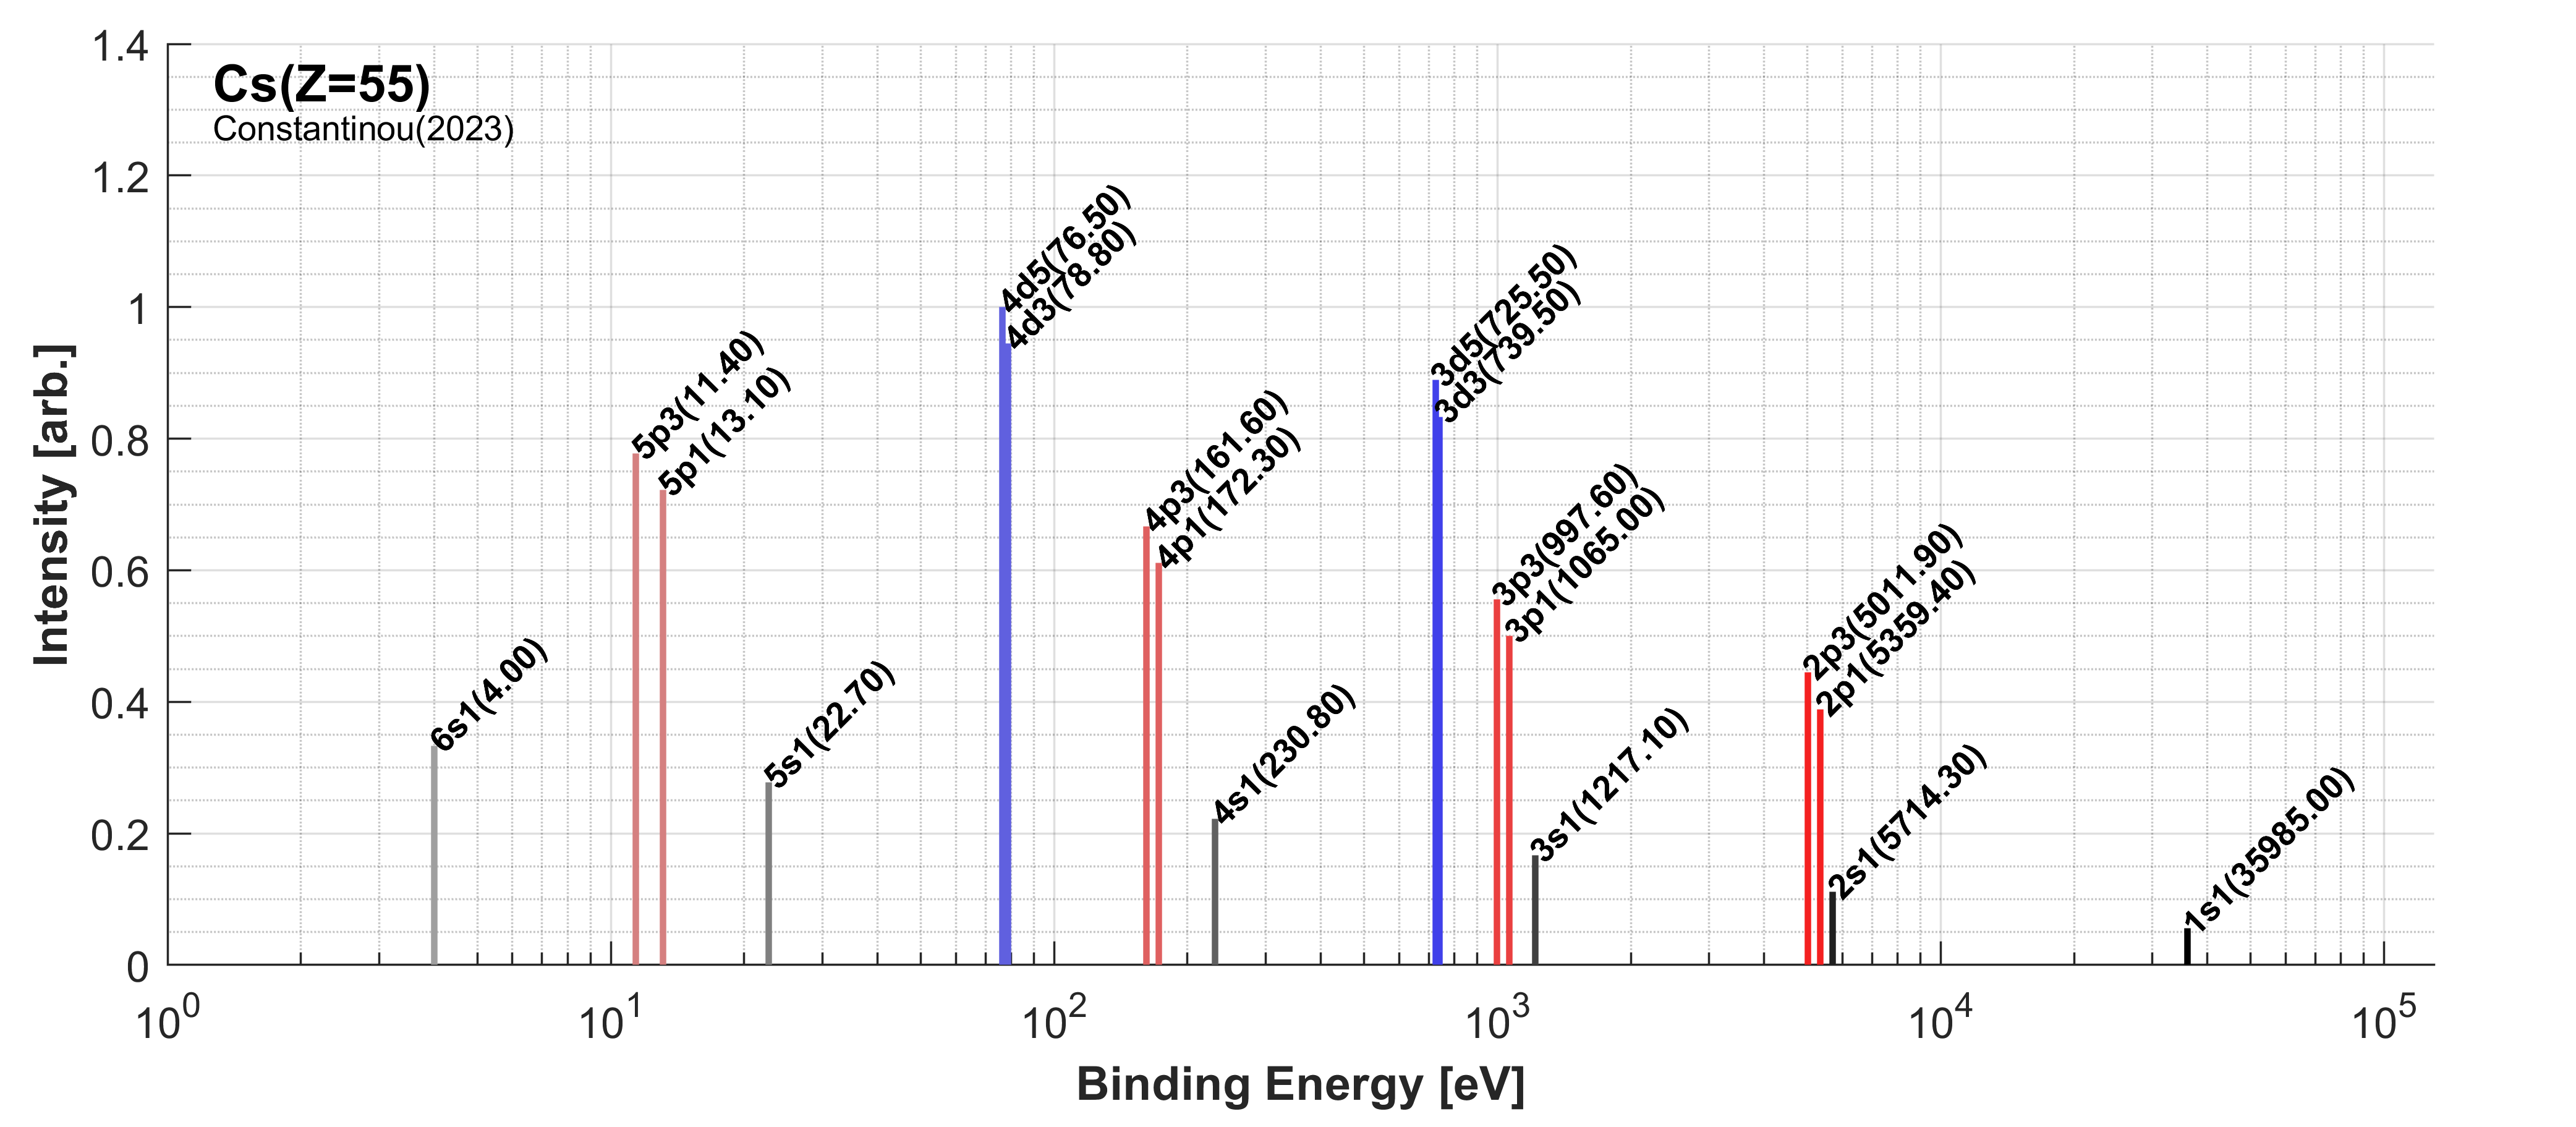 Cs(Z=55)
Constantinou(2023)
Intensity [arb.]
1.4
1.2
1
0.8
0.6
0.4
0.2
0
6s1(4.00)
5p3(11.40)
5p1(13.10)
5s1(22.70)
4d5(76.50)
4d3(78.80)
4p3(161.60)
4p1(172.30)
4s1(230.80)
3d5(725.50)
3d3(739.50)
3p3(997.60)
3p1(1065.00)
3s1(1217.10)
2p3(5011.90)
2p1(5359.40)
2s1(5714.30)
1s1(35985.00)
10^0 10^1 10^2 10^3 10^4 10^5
Binding Energy [eV]